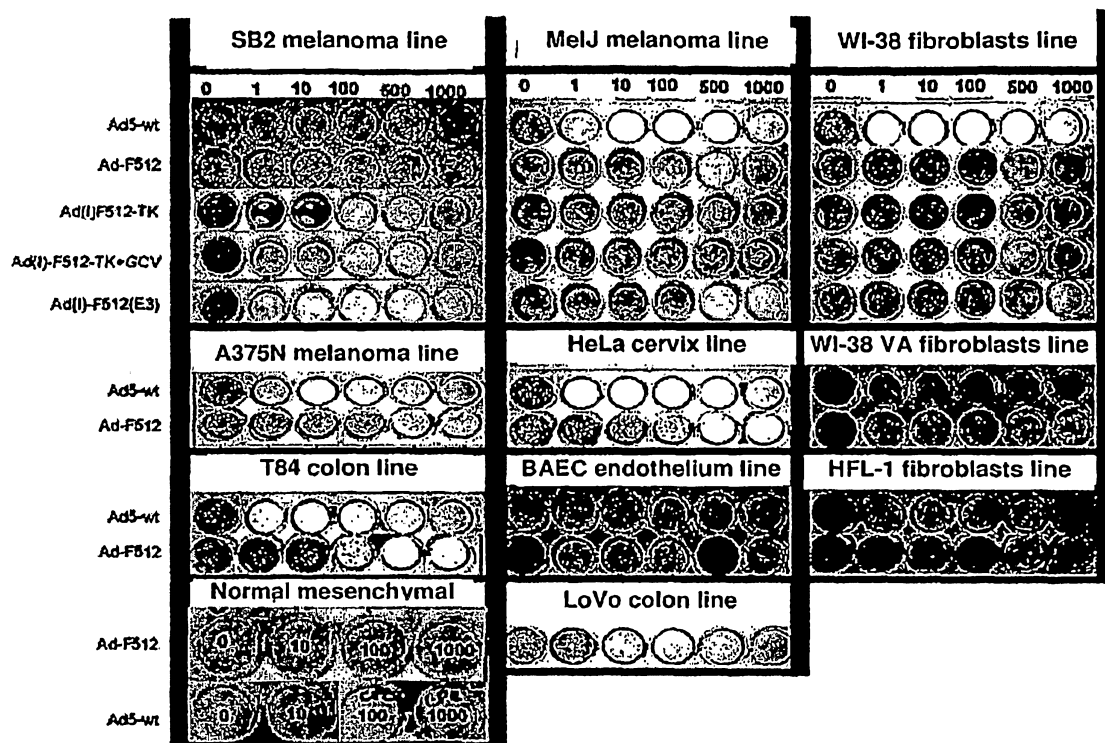 SB2 melanoma line
MelJ melanoma line
WI-38 fibroblasts line
0 1 10 100 500 1000
0 1 10 100 500 1000
0 1 10 100 500 1000
Ad5-wt
Ad-F512
Ad(I)F512-TK
Ad(I)-F512-TK+GCV
Ad(I)-F512(E3)
A375N melanoma line
HeLa cervix line
WI-38 VA fibroblasts line
Ad5-wt
Ad-F512
T84 colon line
BAEC endothelium line
HFL-1 fibroblasts line
Ad5-wt
Ad-F512
Normal mesenchymal
LoVo colon line
Ad-F512
0 10 100 1000
Ad5-wt
0 10 100 1000